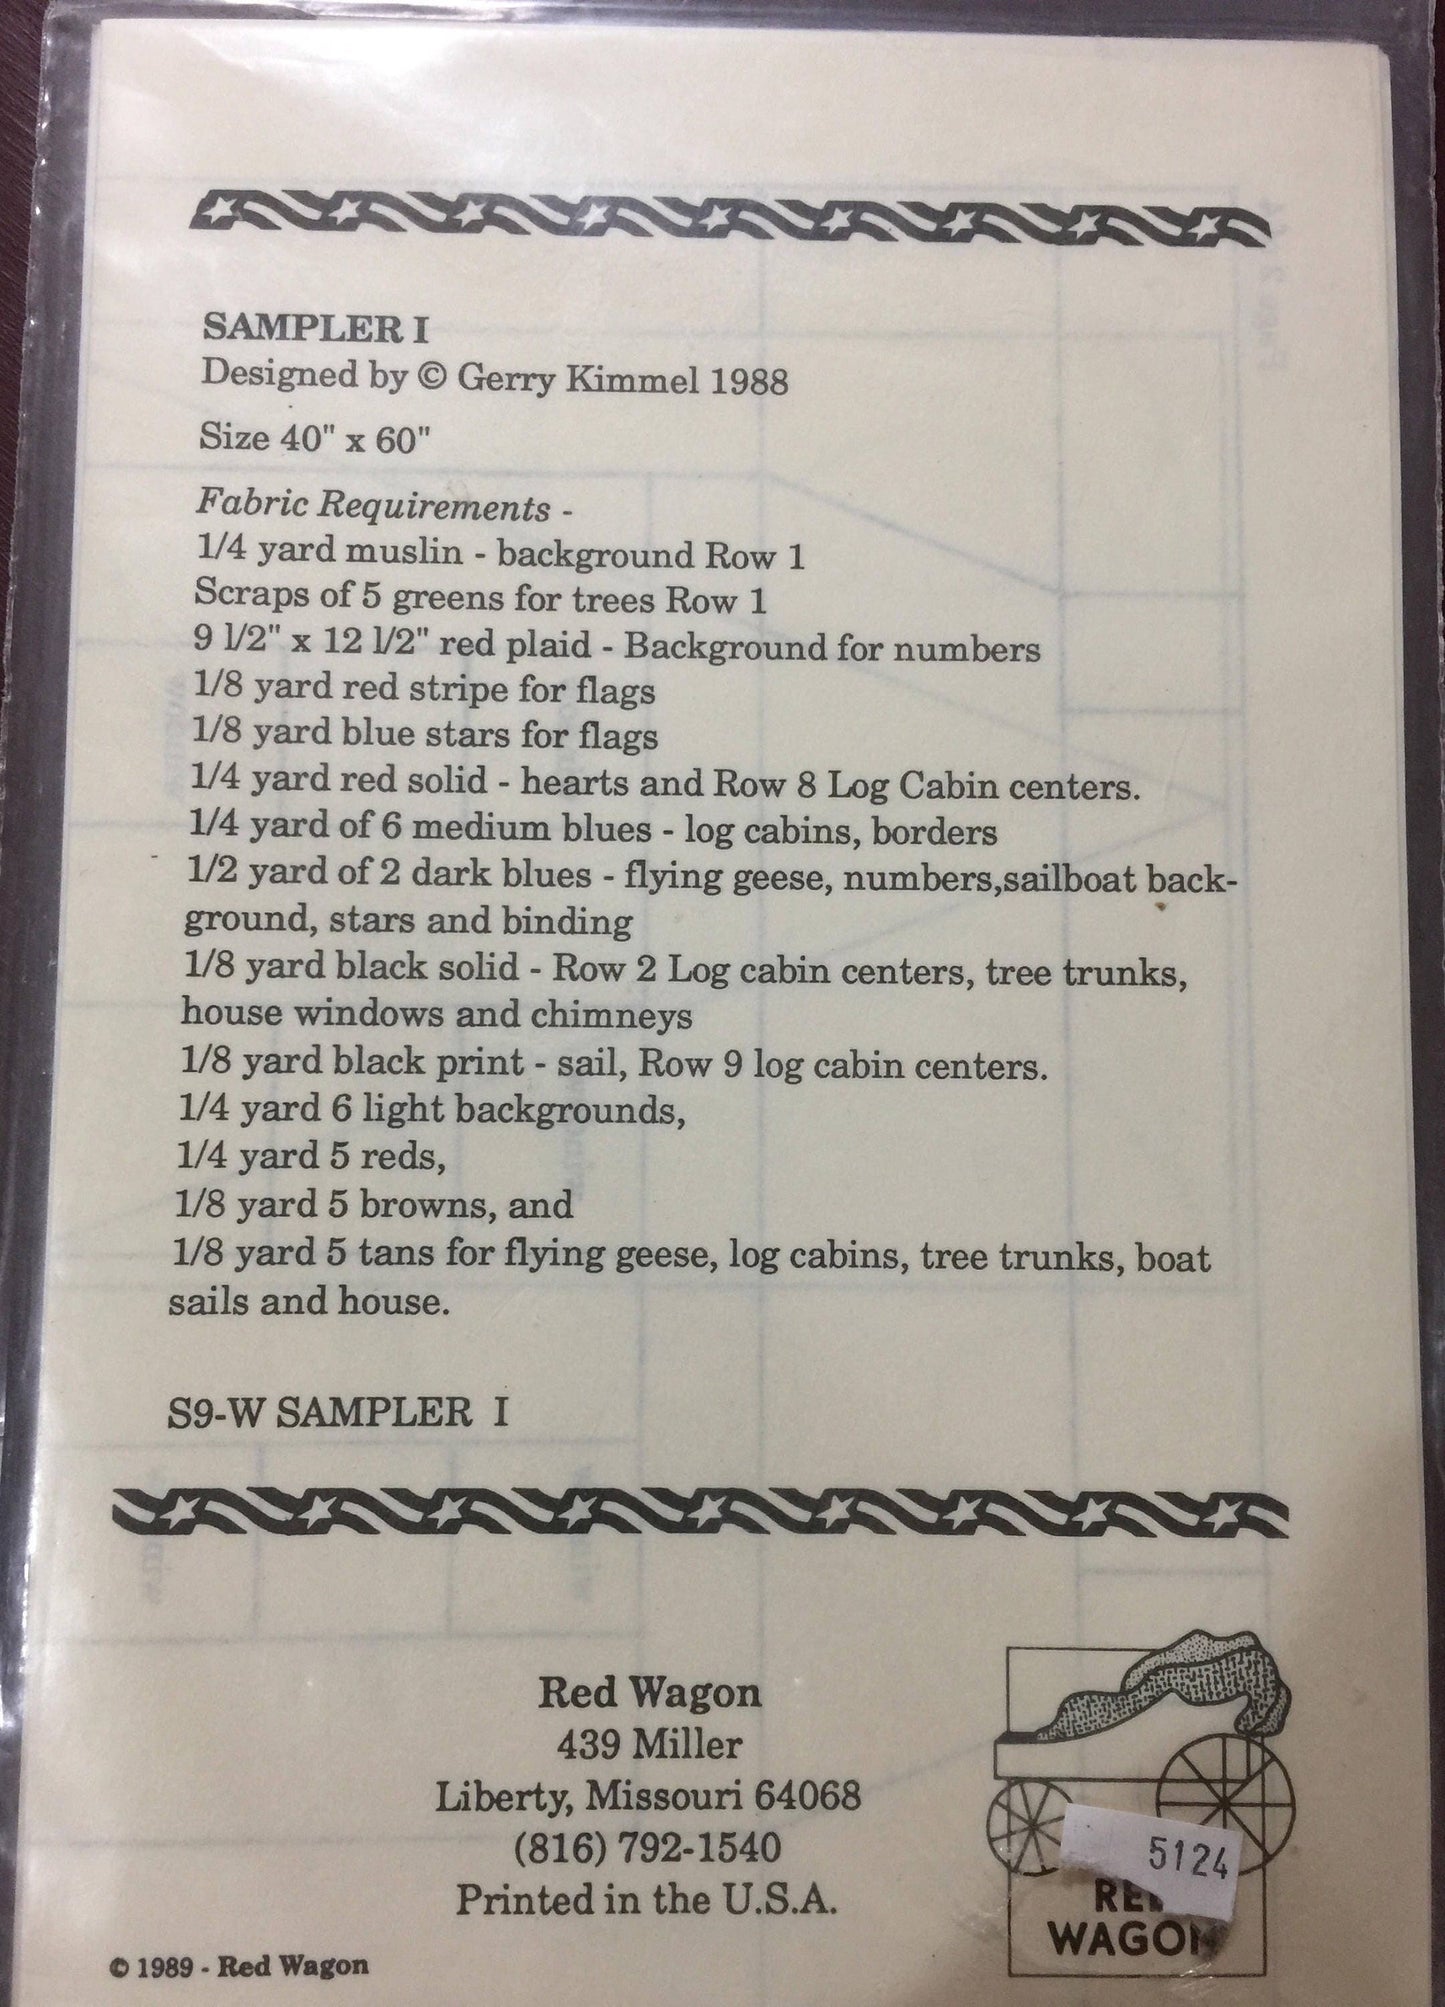 SAMPLER I
Designed by © Gerry Kimmel 1988
Size 40" x 60"
Fabric Requirements -
1/4 yard muslin - background Row 1
Scraps of 5 greens for trees Row 1
9 1/2" x 12 1/2" red plaid - Background for numbers
1/8 yard red stripe for flags
1/8 yard blue stars for flags
1/4 yard red solid - hearts and Row 8 Log Cabin centers.
1/4 yard of 6 medium blues - log cabins, borders
1/2 yard of 2 dark blues - flying geese, numbers,sailboat back-
ground, stars and binding
1/8 yard black solid - Row 2 Log cabin centers, tree trunks,
house windows and chimneys
1/8 yard black print - sail, Row 9 log cabin centers.
1/4 yard 6 light backgrounds,
1/4 yard 5 reds,
1/8 yard 5 browns, and
1/8 yard 5 tans for flying geese, log cabins, tree trunks, boat
sails and house.
S9-W SAMPLER I
Red Wagon
439 Miller
Liberty, Missouri 64068
(816) 792-1540
Printed in the U.S.A.
© 1989 - Red Wagon
5124
RED
WAGON